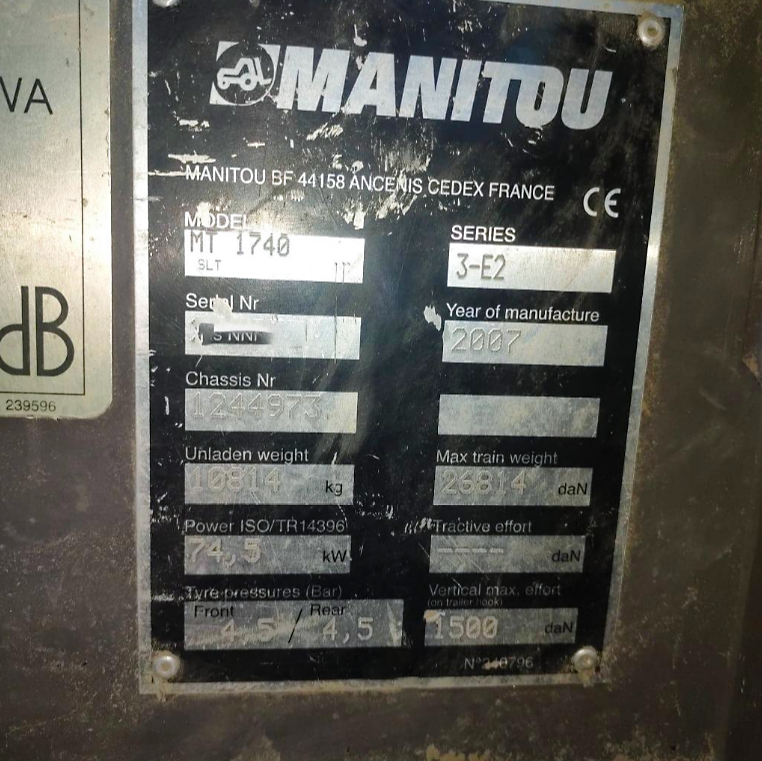 VA
dB
239596
MANITOU
MANITOU BF 44158 ANCENIS CEDEX FRANCE
CE
MODEL
MT 1740
SLT
SERIES
3-E2
Serial Nr
Year of manufacture
2007
Chassis Nr
1244973
Unladen weight
10814 kg
Max train weight
26814 daN
Power ISO/TR14396
74,5 kW
Tractive effort
---- daN
Tyre pressures (Bar)
Front / Rear
4,5 / 4,5
Vertical max. effort
(on trailer hook)
1500 daN